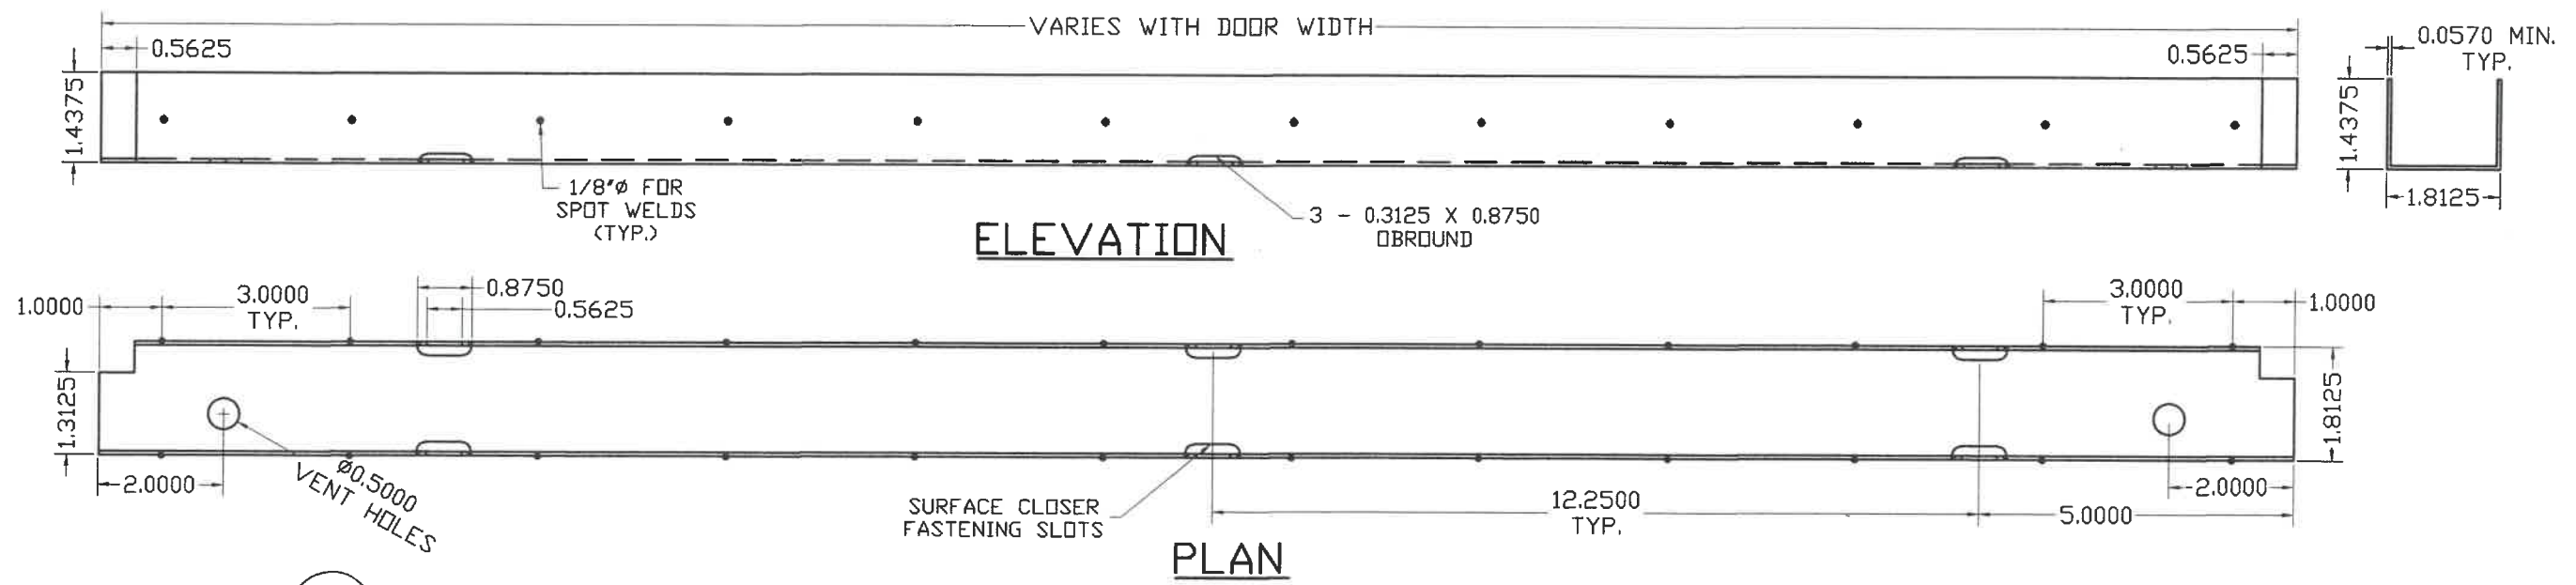 VARIES WITH DOOR WIDTH
0.5625
0.5625
0.0570 MIN.
TYP.
1.4375
1.4375
1/8"ø FOR
SPOT WELDS
(TYP.)
3 - 0.3125 X 0.8750
OBROUND
1.8125
ELEVATION
1.0000
3.0000
TYP.
0.8750
0.5625
3.0000
TYP.
1.0000
1.3125
1.8125
2.0000
Ø0.5000
VENT HOLES
SURFACE CLOSER
FASTENING SLOTS
12.2500
TYP.
2.0000
5.0000
PLAN